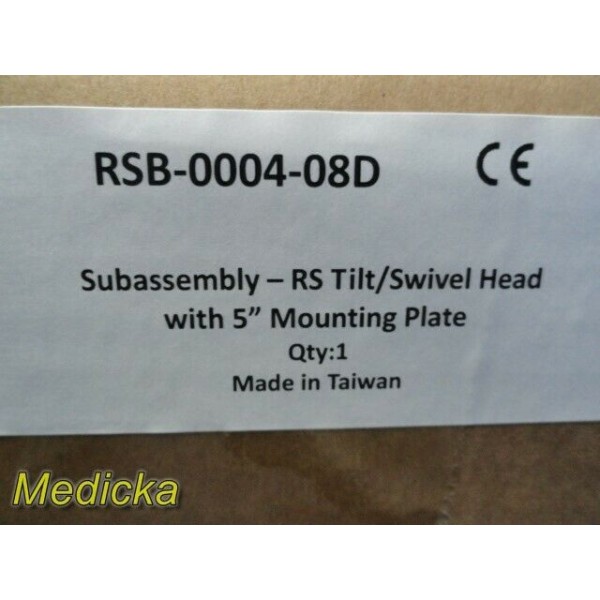 RSB-0004-08D CE
Subassembly – RS Tilt/Swivel Head
with 5” Mounting Plate
Qty:1
Made in Taiwan
Medicka